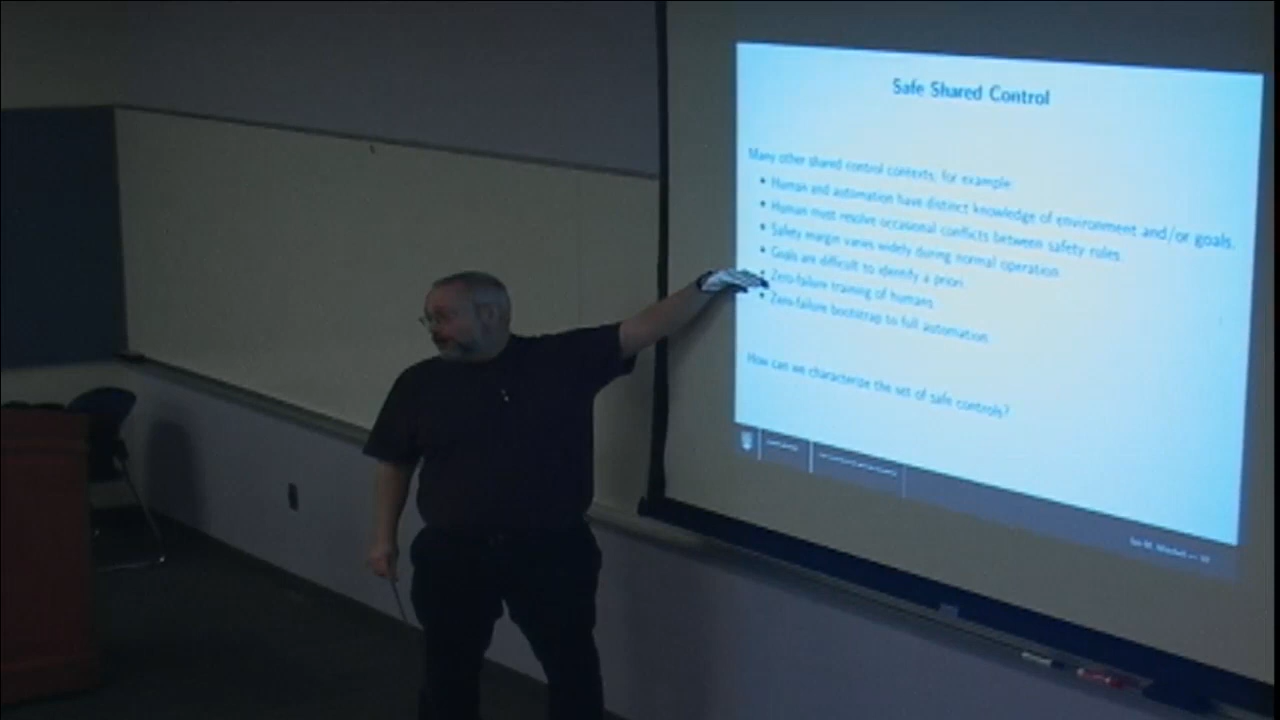 Safe Shared Control
Many other shared control contexts, for example:
• Human and automation have distinct knowledge of environment and/or goals.
• Human must resolve occasional conflicts between safety rules.
• Safety margin varies widely during normal operation.
• Goals are difficult to identify a priori.
• Zero-failure training of humans.
• Zero-failure bootstrap to full automation.
How can we characterize the set of safe controls?